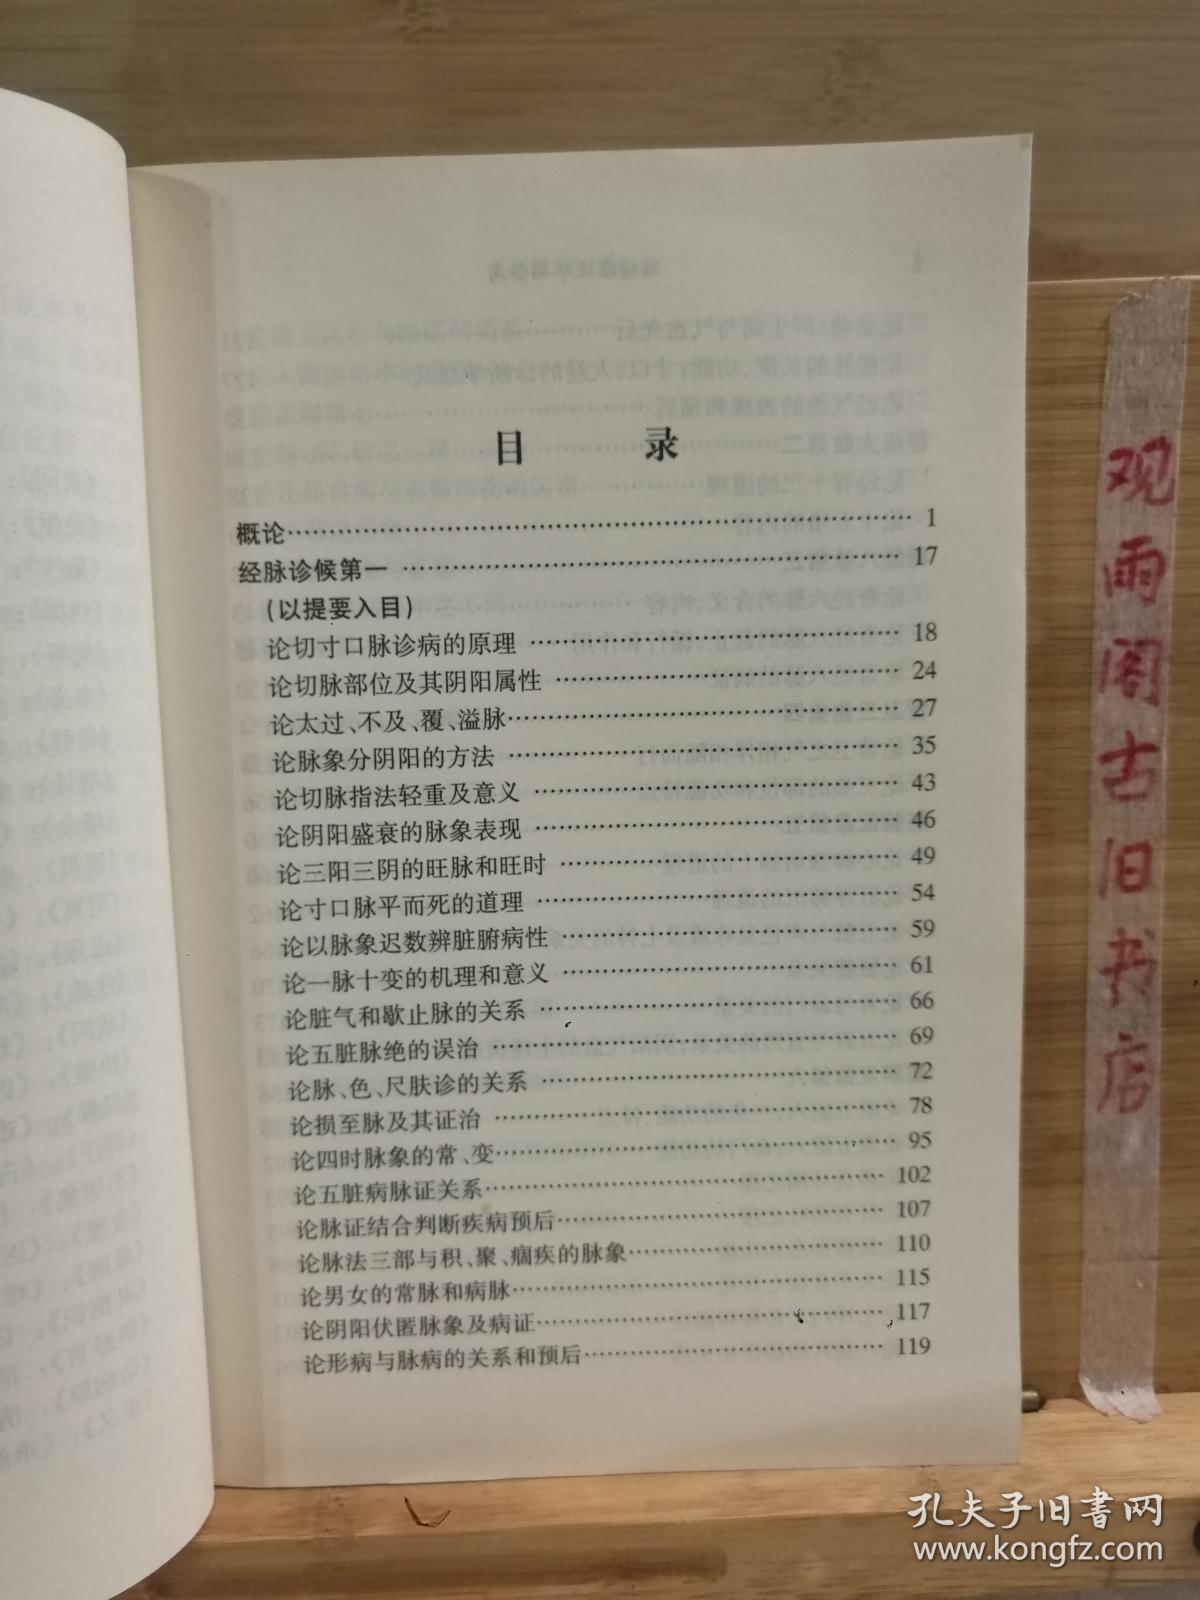 目 录
概论 1
经脉诊候第一 17
(以提要入目)
论切寸口脉诊病的原理 18
论切脉部位及其阴阳属性 24
论太过、不及、覆、溢脉 27
论脉象分阴阳的方法 35
论切脉指法轻重及意义 43
论阴阳盛衰的脉象表现 46
论三阳三阴的旺脉和旺时 49
论寸口脉平而死的道理 54
论以脉象迟数辨脏腑病性 59
论一脉十变的机理和意义 61
论脏气和歇止脉的关系 66
论五脏脉绝的误治 69
论脉、色、尺肤诊的关系 72
论损至脉及其证治 78
论四时脉象的常、变 95
论五脏病脉证关系 102
论脉证结合判断疾病预后 107
论脉法三部与积、聚、痼疾的脉象 110
论男女的常脉和病脉 115
论阴阳伏匿脉象及病证 117
论形病与脉病的关系和预后 119
观雨阁古旧书店
孔夫子旧书网
www.kongfz.com